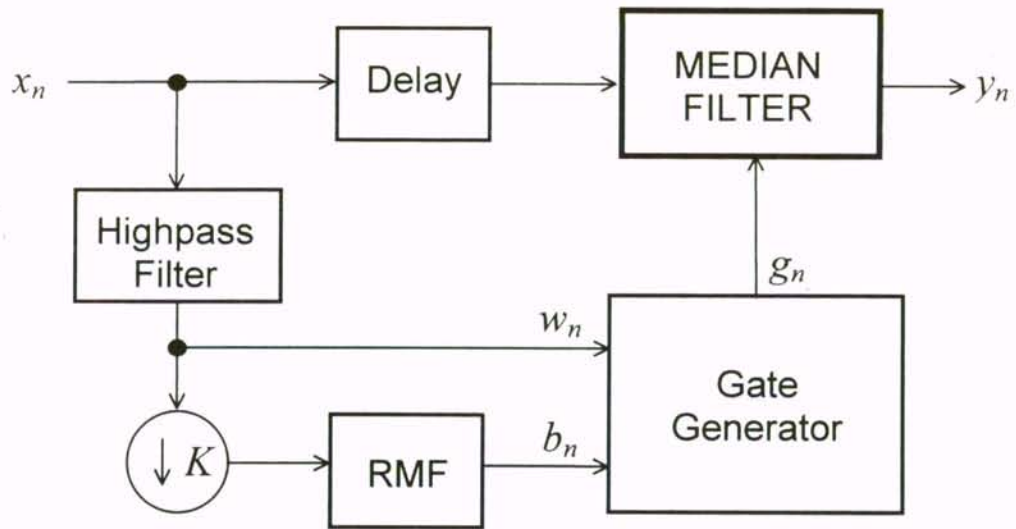 x_n
Delay
MEDIAN
FILTER
y_n
Highpass
Filter
g_n
w_n
Gate
Generator
↓ K
RMF
b_n